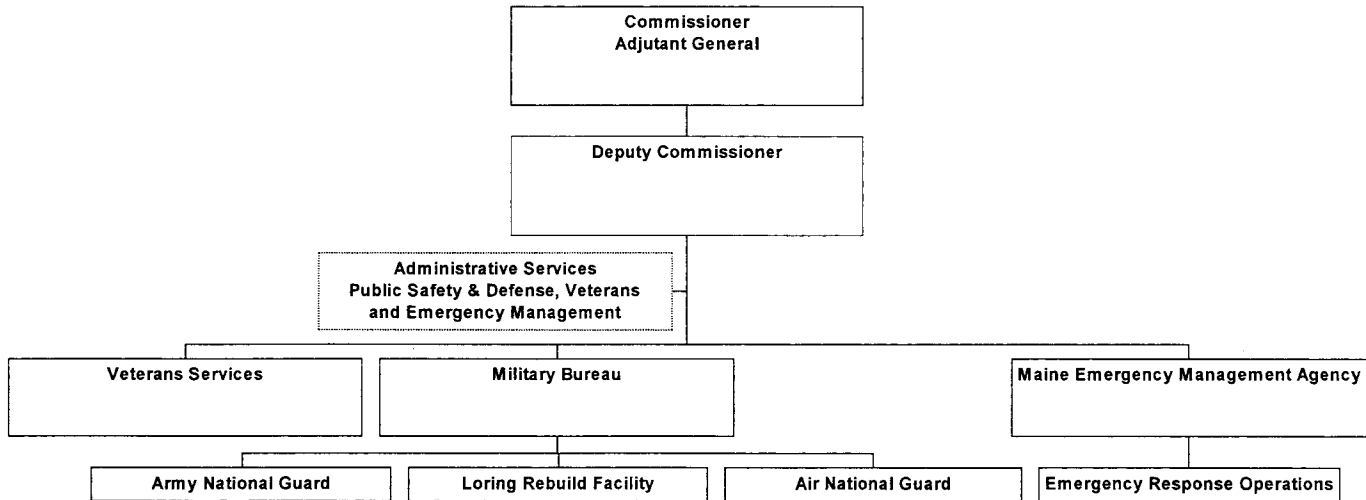 Commissioner
Adjutant General
Deputy Commissioner
Administrative Services
Public Safety & Defense, Veterans
and Emergency Management
Veterans Services
Military Bureau
Maine Emergency Management Agency
Army National Guard
Loring Rebuild Facility
Air National Guard
Emergency Response Operations